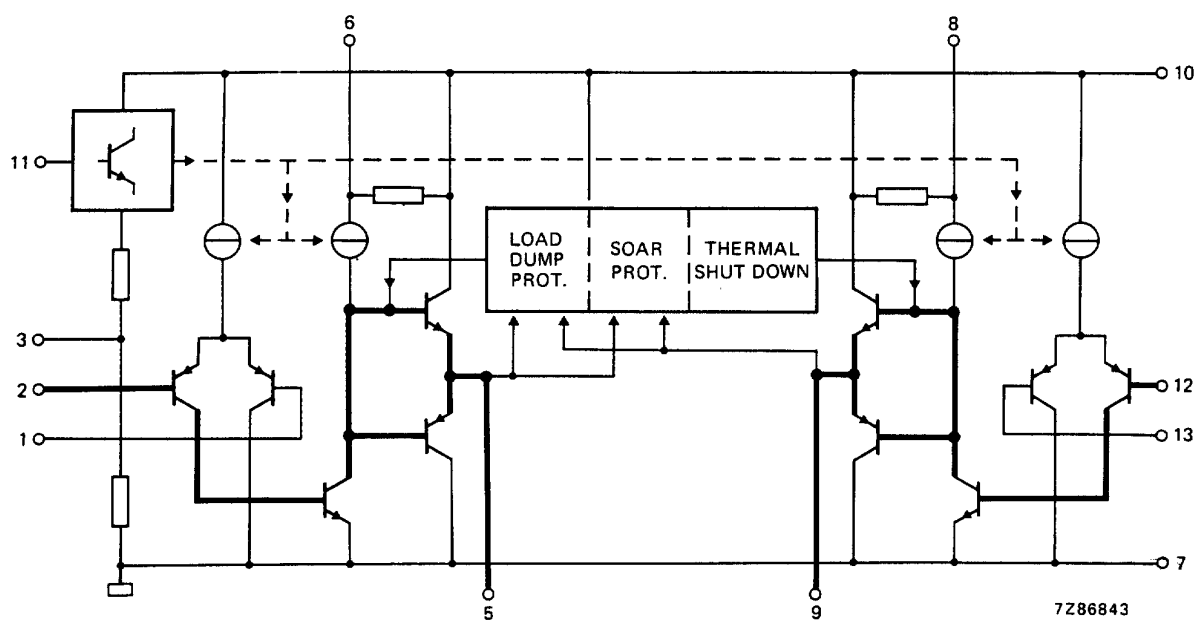 6
8
10
11
LOAD
DUMP
PROT.
SOAR
PROT.
THERMAL
SHUT DOWN
3
2
12
1
13
7
5
9
7Z86843